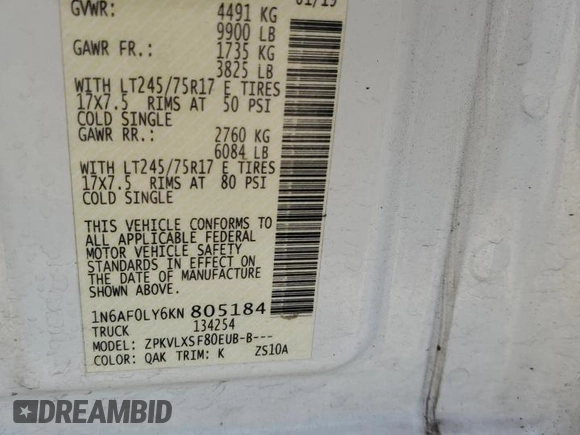 GVWR: 4491 KG
9900 LB
GAWR FR.: 1735 KG
3825 LB
WITH LT245/75R17 E TIRES
17X7.5 RIMS AT 50 PSI
COLD SINGLE
GAWR RR.: 2760 KG
6084 LB
WITH LT245/75R17 E TIRES
17X7.5 RIMS AT 80 PSI
COLD SINGLE
THIS VEHICLE CONFORMS TO
ALL APPLICABLE FEDERAL
MOTOR VEHICLE SAFETY
STANDARDS IN EFFECT ON
THE DATE OF MANUFACTURE
SHOWN ABOVE.
1N6AF0LY6KN805184
TRUCK 134254
MODEL: ZPKVLXSF80EUB-B---
COLOR: QAK TRIM: K ZS10A
DREAMBID